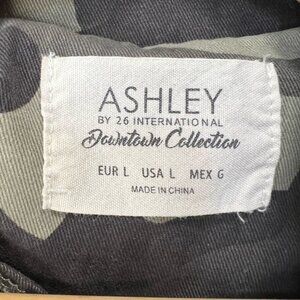 ASHLEY
BY 26 INTERNATIONAL
Downtown Collection
EUR L USA L MEX G
MADE IN CHINA